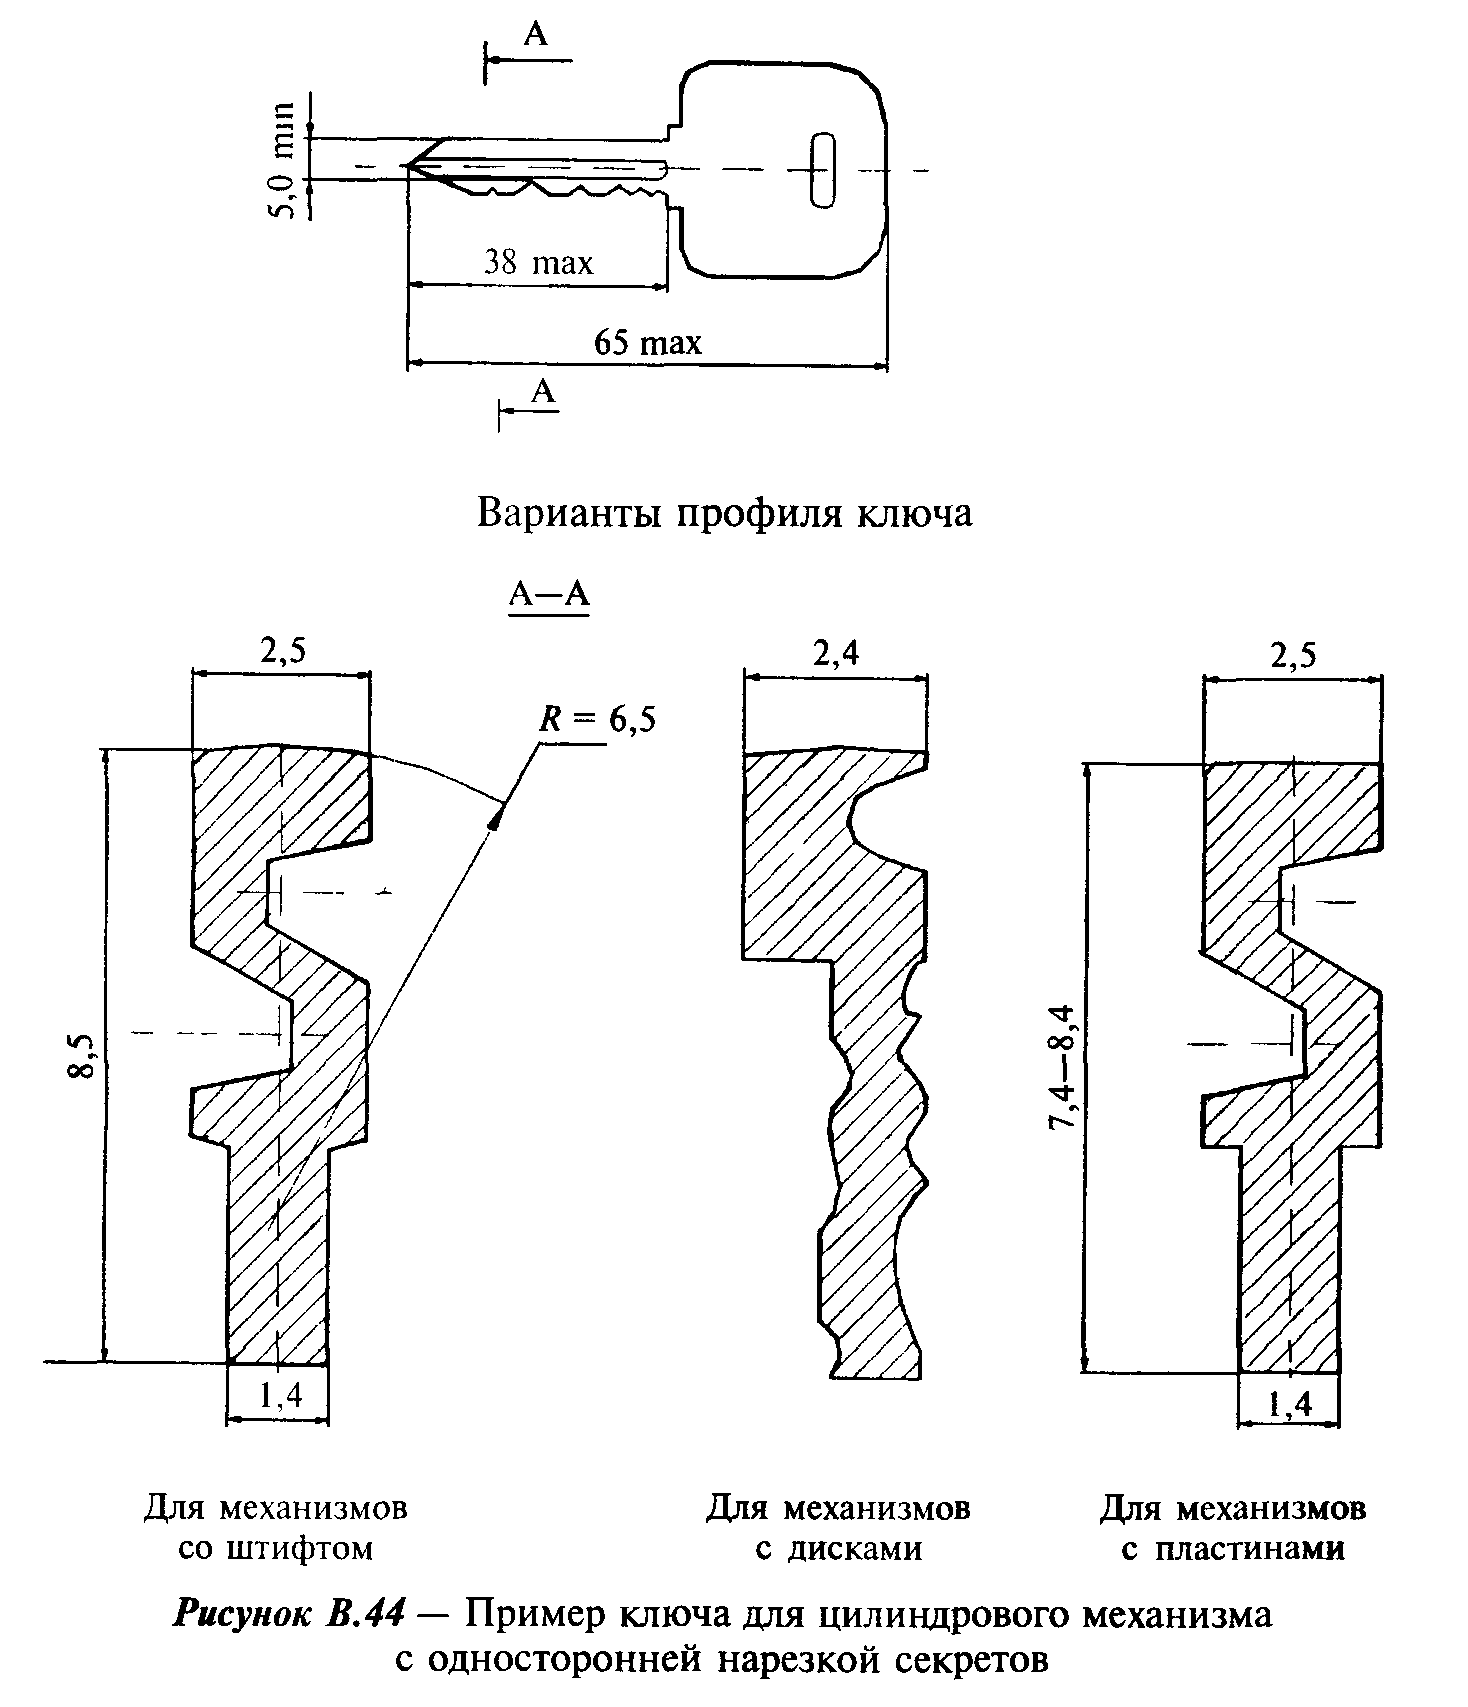 А
5,0 min
38 max
65 max
А
Варианты профиля ключа
А—А
2,5
2,4
2,5
R = 6,5
8,5
7,4—8,4
1,4
1,4
Для механизмов
со штифтом
Для механизмов
с дисками
Для механизмов
с пластинами
Рисунок В.44 — Пример ключа для цилиндрового механизма
с односторонней нарезкой секретов